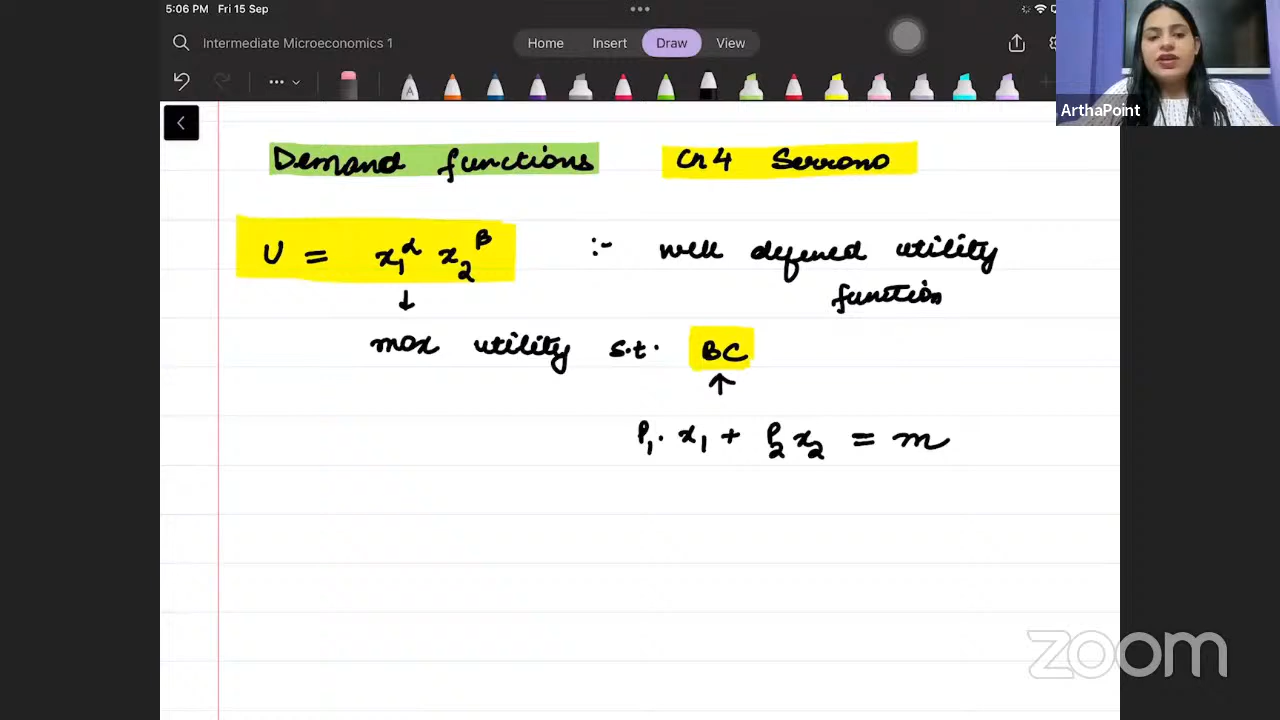 5:06 PM Fri 15 Sep
Intermediate Microeconomics 1 Home Insert Draw View
A
ArthaPoint
Demand functions Ch 4 Serrono
U = x₁^α x₂^β :- well defined utility
function
↓
max utility s.t. BC
↑
P₁. x₁ + P₂ x₂ = m
zoom